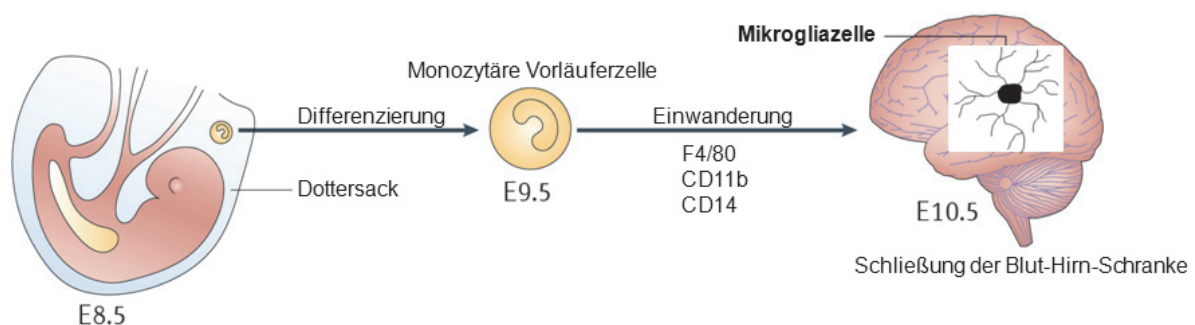 Mikrogliazelle
Monozytäre Vorläuferzelle
Differenzierung
Einwanderung
F4/80
CD11b
CD14
Dottersack
E9.5
E10.5
Schließung der Blut-Hirn-Schranke
E8.5